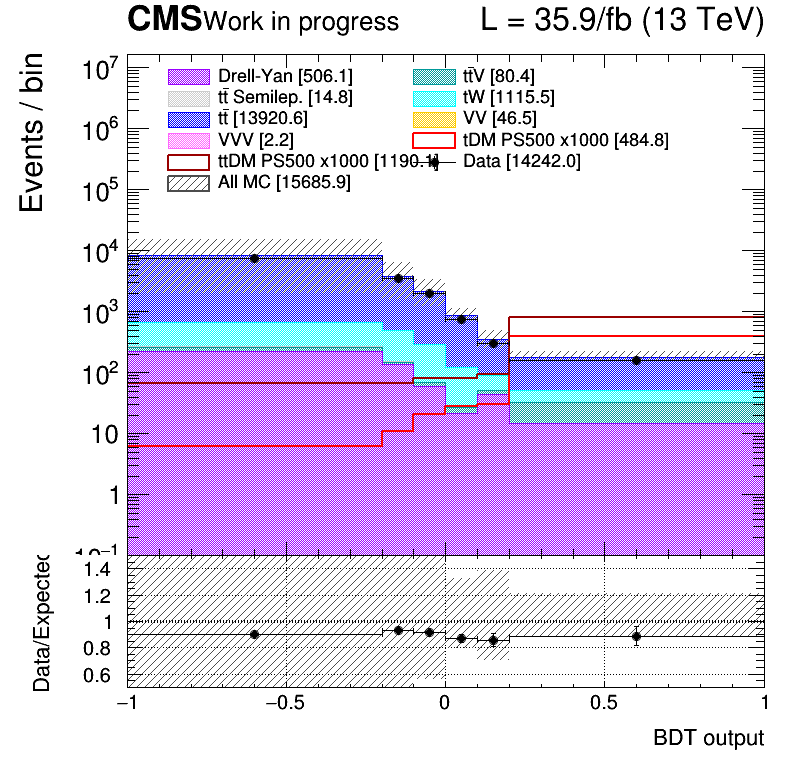 CMS Work in progress L = 35.9/fb (13 TeV)
Events / bin
Drell-Yan [506.1] tt̄V [80.4]
tt̄ Semilep. [14.8] tW [1115.5]
tt̄ [13920.6] VV [46.5]
VVV [2.2] tDM PS500 x1000 [484.8]
ttDM PS500 x1000 [1190.1] Data [14242.0]
All MC [15685.9]
10⁷
10⁶
10⁵
10⁴
10³
10²
10
1
10⁻¹
Data/Expected
1.4
1.2
1
0.8
0.6
−1 −0.5 0 0.5 1
BDT output